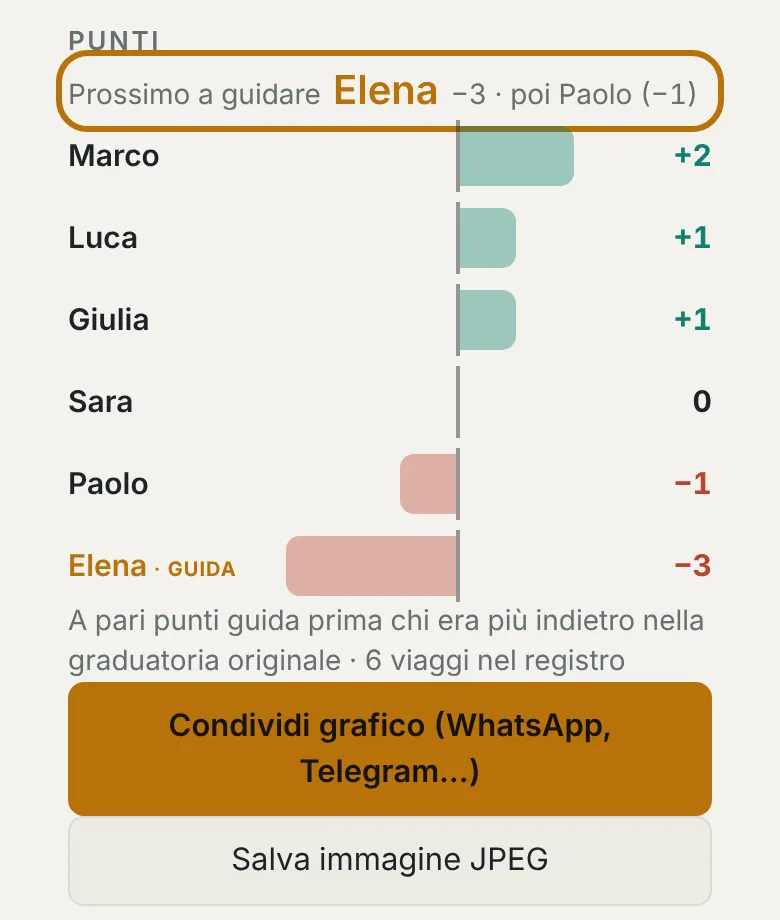 PUNTI
Prossimo a guidare Elena −3 · poi Paolo (−1)
Marco +2
Luca +1
Giulia +1
Sara 0
Paolo −1
Elena · GUIDA −3
A pari punti guida prima chi era più indietro nella
graduatoria originale · 6 viaggi nel registro
Condividi grafico (WhatsApp,
Telegram…)
Salva immagine JPEG